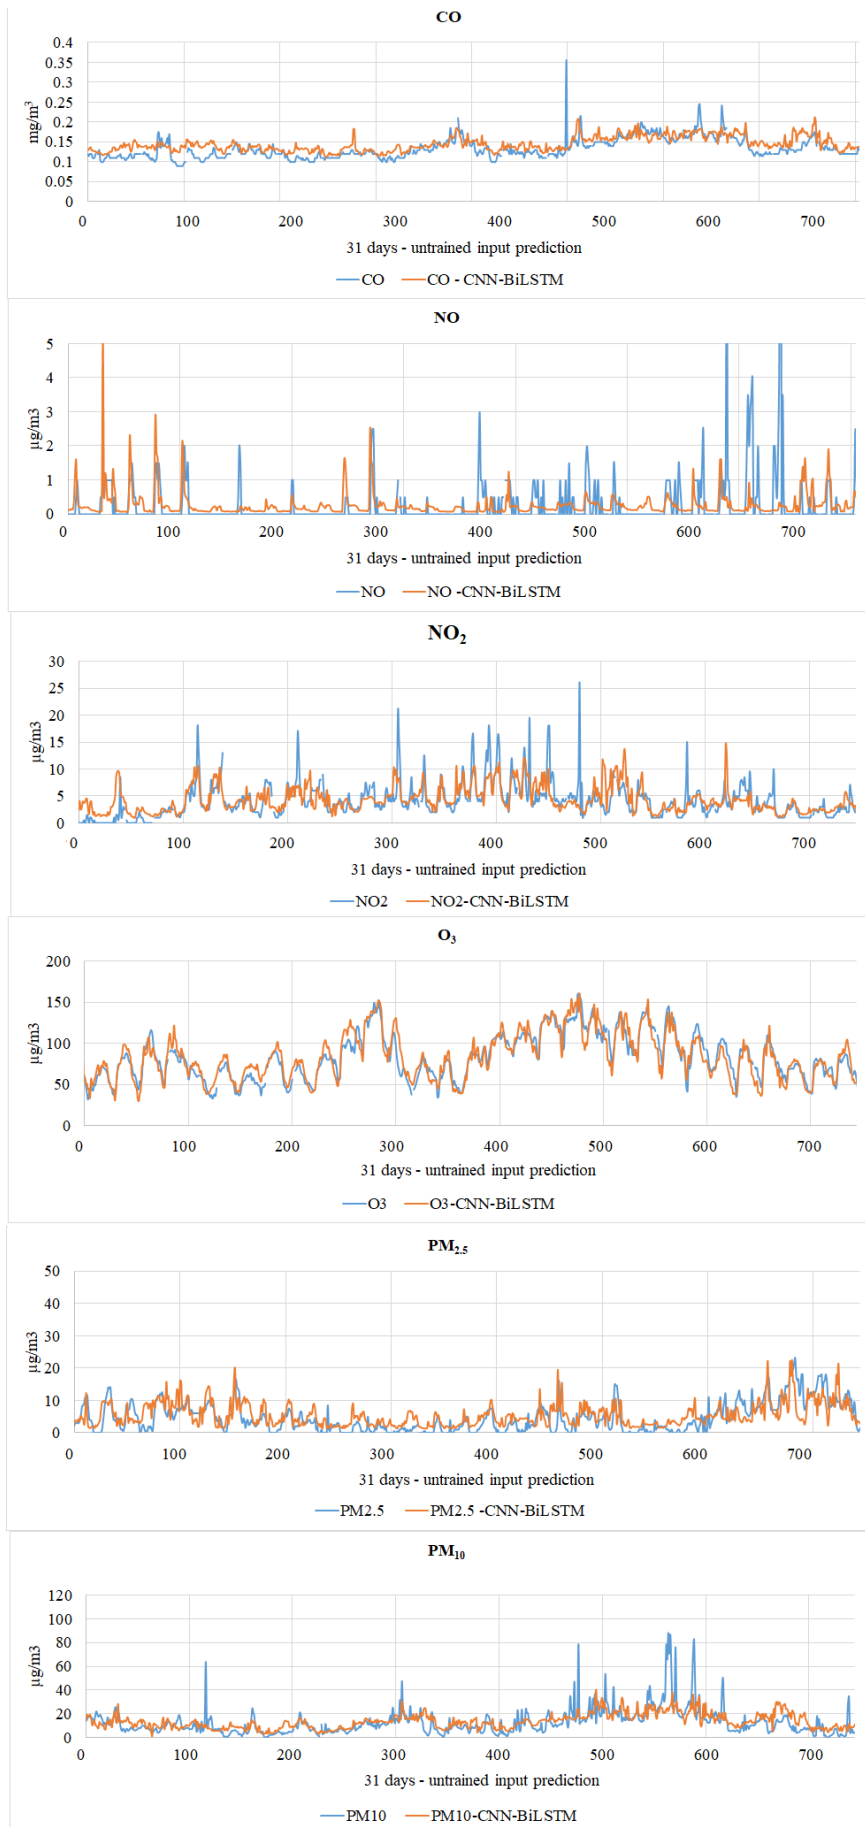 CO
0.4
0.35
0.3
0.25
0.2
0.15
0.1
0.05
0
mg/m³
0 100 200 300 400 500 600 700
31 days - untrained input prediction
CO CO - CNN-BiLSTM
NO
5
4
3
2
1
0
µg/m3
0 100 200 300 400 500 600 700
31 days - untrained input prediction
NO NO -CNN-BiLSTM
NO₂
30
25
20
15
10
5
0
µg/m3
0 100 200 300 400 500 600 700
31 days - untrained input prediction
NO2 NO2-CNN-BiLSTM
O₃
200
150
100
50
0
µg/m3
0 100 200 300 400 500 600 700
31 days - untrained input prediction
O3 O3-CNN-BiLSTM
PM₂.₅
50
40
30
20
10
0
µg/m3
0 100 200 300 400 500 600 700
31 days - untrained input prediction
PM2.5 PM2.5 -CNN-BiLSTM
PM₁₀
120
100
80
60
40
20
0
µg/m3
0 100 200 300 400 500 600 700
31 days - untrained input prediction
PM10 PM10-CNN-BiLSTM